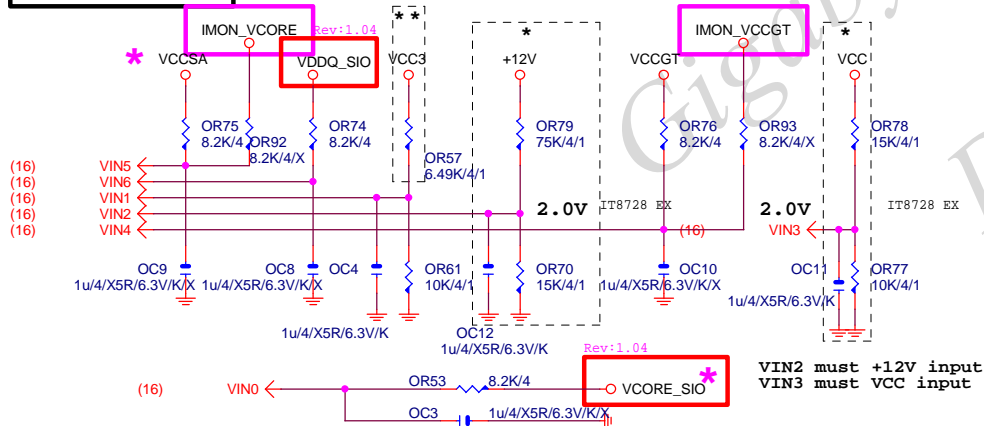 IMON_VCORE
Rev:1.04
**
*
IMON_VCCGT
*
*
VCCSA
VDDQ_SIO
VCC3
+12V
VCCGT
VCC
Gigaby
OR75
8.2K/4
OR92
8.2K/4/X
OR74
8.2K/4
OR57
6.49K/4/1
OR79
75K/4/1
OR76
8.2K/4
OR93
8.2K/4/X
OR78
15K/4/1
(16) VIN5
(16) VIN6
(16) VIN1
(16) VIN2
(16) VIN4
2.0V
IT8728 EX
(16)
2.0V
VIN3
IT8728 EX
OC9
1u/4/X5R/6.3V/K/X
OC8
1u/4/X5R/6.3V/K/X
OC4
1u/4/X5R/6.3V/K
OR61
10K/4/1
OC12
1u/4/X5R/6.3V/K
OR70
15K/4/1
OC10
1u/4/X5R/6.3V/K/X
OC11
1u/4/X5R/6.3V/K
OR77
10K/4/1
Rev:1.04
VIN2 must +12V input
VIN3 must VCC input
(16) VIN0
OR53
8.2K/4
VCORE_SIO
*
OC3
1u/4/X5R/6.3V/K/X